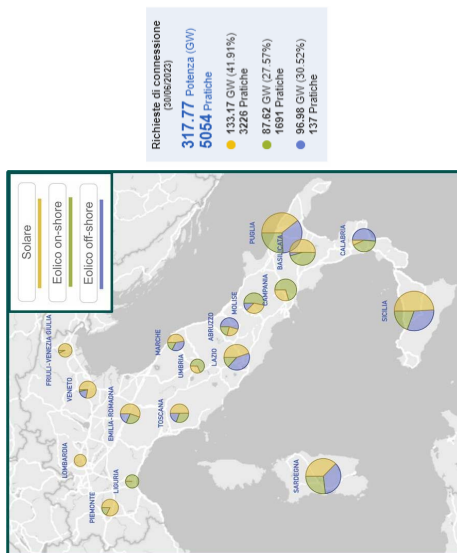 Richieste di connessione
(30/06/2023)
317.77 Potenza (GW)
5054 Pratiche
133.17 GW (41.91%)
3226 Pratiche
87.62 GW (27.57%)
1691 Pratiche
96.98 GW (30.52%)
137 Pratiche
Solare
Eolico on-shore
Eolico off-shore
FRIULI-VENEZIA GIULIA
VENETO
LOMBARDIA
PIEMONTE
LIGURIA
EMILIA-ROMAGNA
TOSCANA
MARCHE
UMBRIA
LAZIO
ABRUZZO
MOLISE
CAMPANIA
PUGLIA
BASILICATA
CALABRIA
SICILIA
SARDEGNA